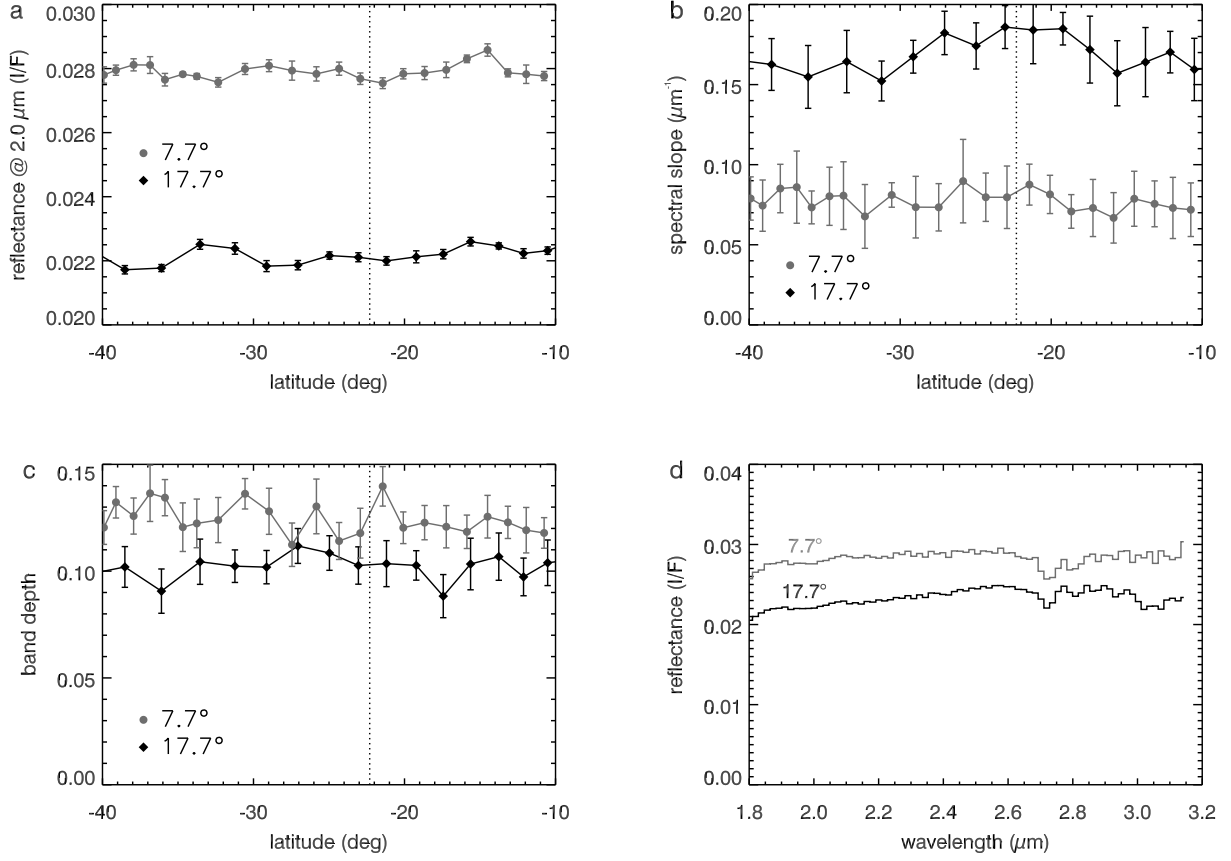 a
0.030
0.028
0.026
0.024
0.022
0.020
reflectance @ 2.0 µm (I/F)
7.7°
17.7°
-40 -30 -20 -10
latitude (deg)
b
0.20
0.15
0.10
0.05
0.00
spectral slope (µm⁻¹)
7.7°
17.7°
-40 -30 -20 -10
latitude (deg)
c
0.15
0.10
0.05
0.00
band depth
7.7°
17.7°
-40 -30 -20 -10
latitude (deg)
d
0.04
0.03
0.02
0.01
0.00
reflectance (I/F)
7.7°
17.7°
1.8 2.0 2.2 2.4 2.6 2.8 3.0 3.2
wavelength (µm)